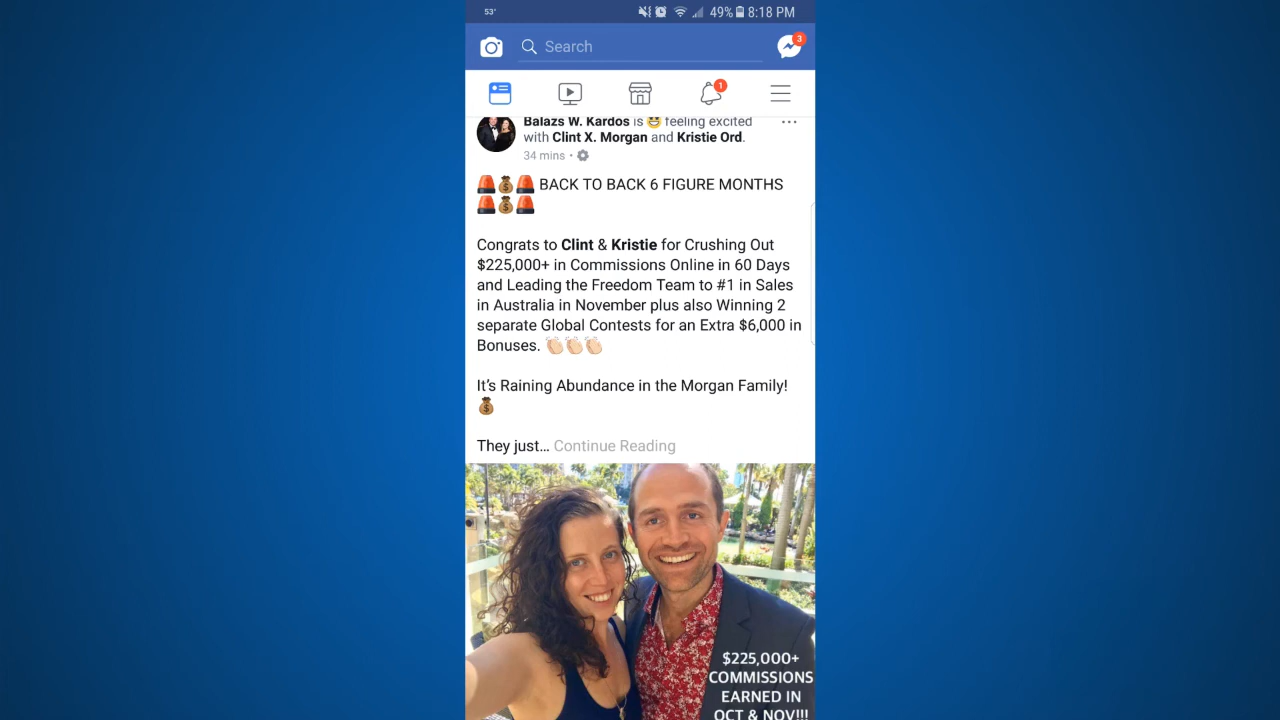 53°
49% 8:18 PM
Search
3
1
Balazs W. Kardos is 😀 feeling excited
with Clint X. Morgan and Kristie Ord.
34 mins •
🚨💰🚨 BACK TO BACK 6 FIGURE MONTHS
🚨💰🚨
Congrats to Clint & Kristie for Crushing Out
$225,000+ in Commissions Online in 60 Days
and Leading the Freedom Team to #1 in Sales
in Australia in November plus also Winning 2
separate Global Contests for an Extra $6,000 in
Bonuses. 👏🏻👏🏻👏🏻
It's Raining Abundance in the Morgan Family!
💰
They just... Continue Reading
$225,000+
COMMISSIONS
EARNED IN
OCT & NOV!!!